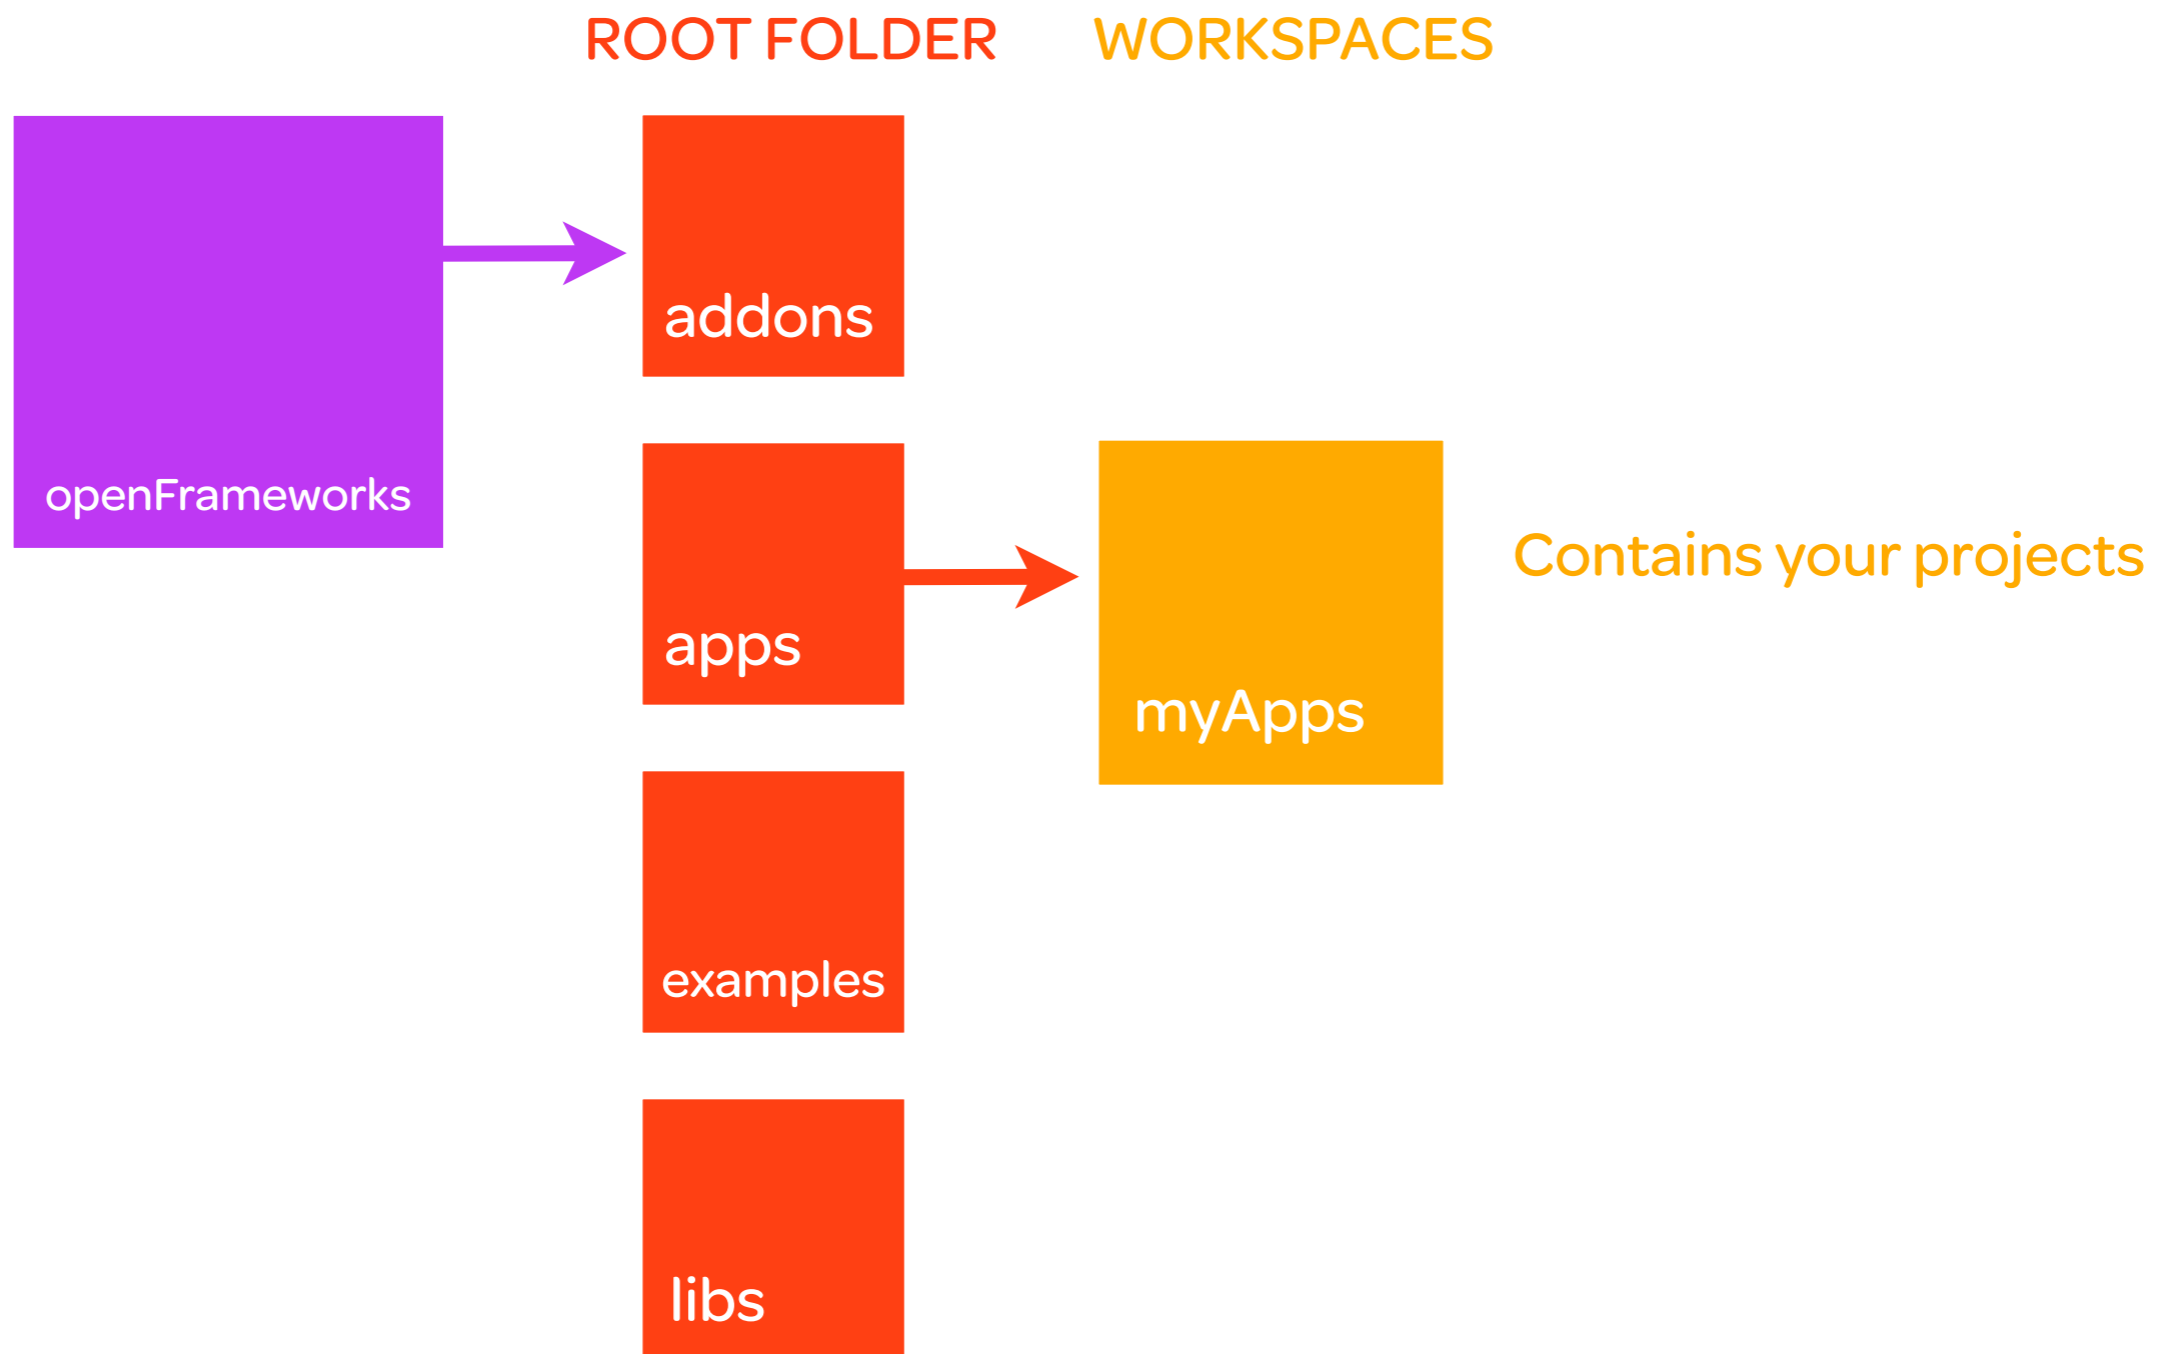 ROOT FOLDER
WORKSPACES
openFrameworks
addons
apps
myApps
Contains your projects
examples
libs